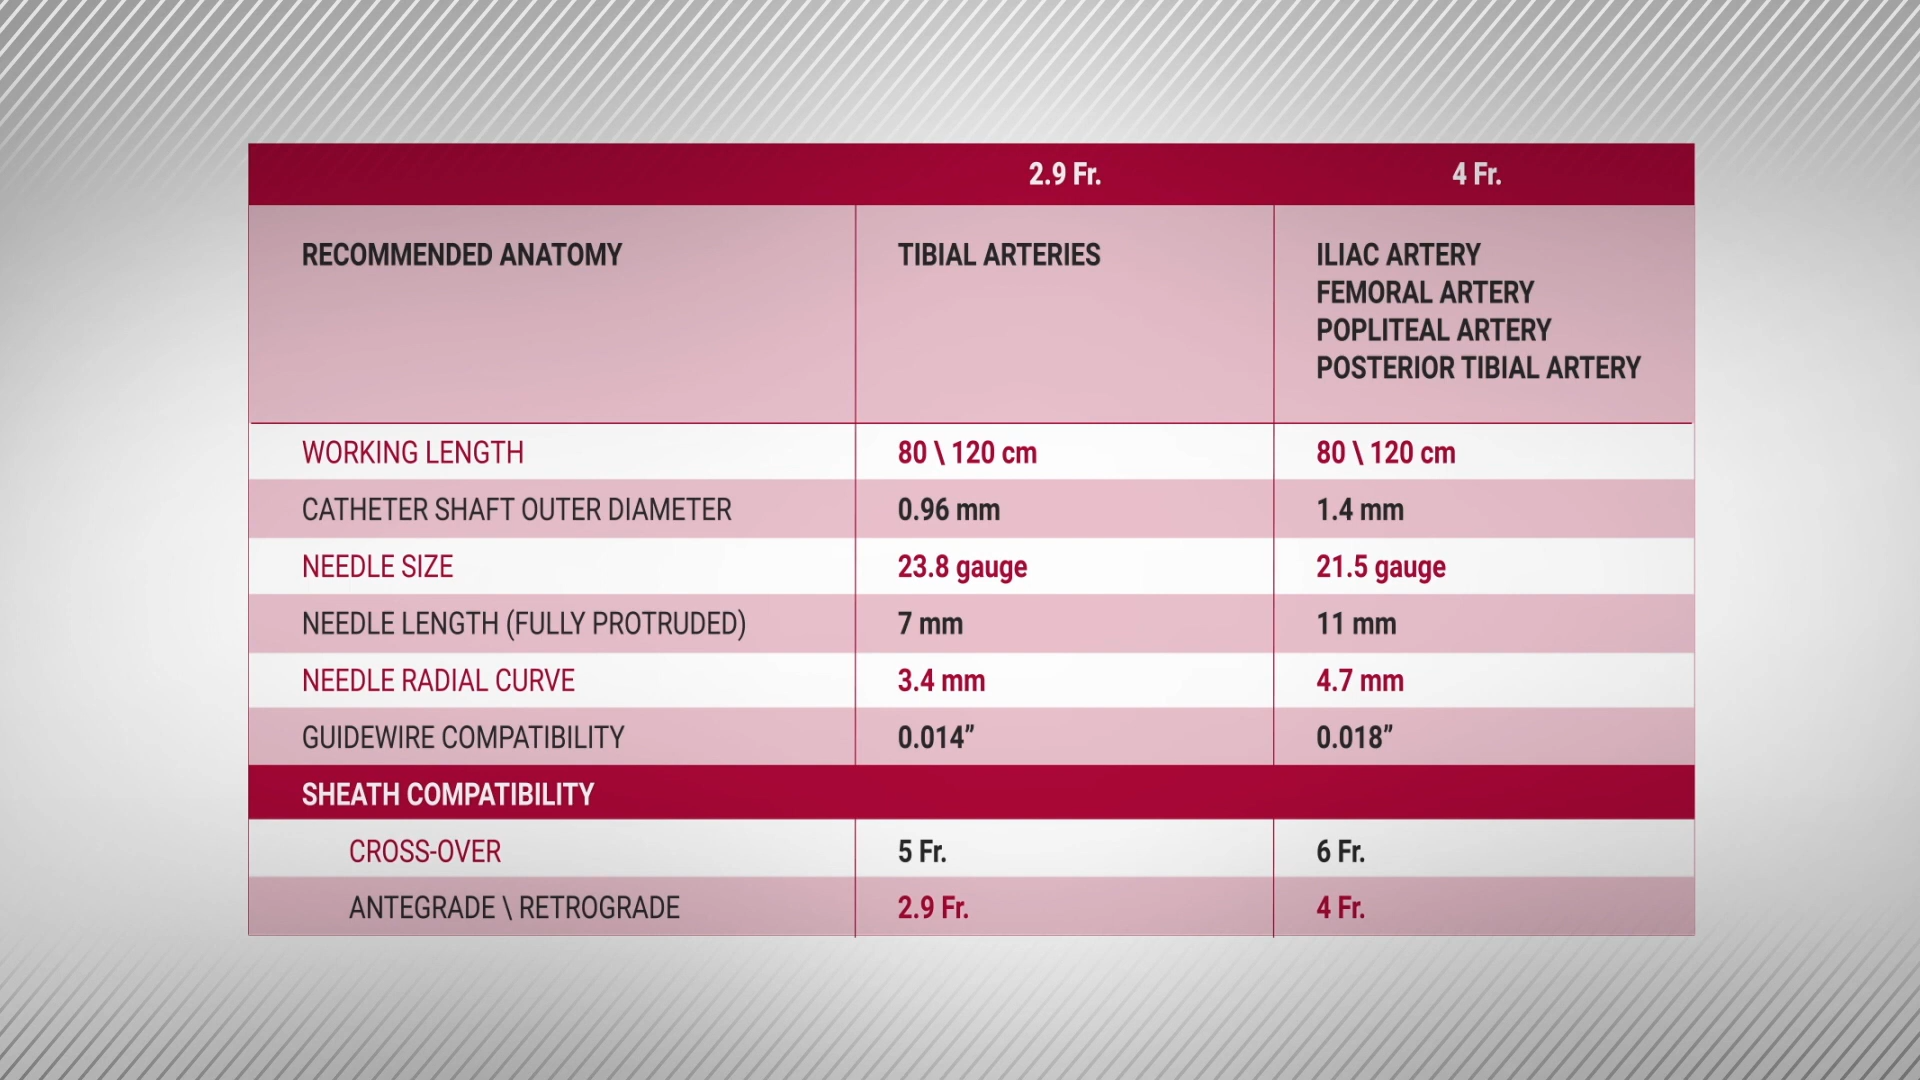 2.9 Fr. 4 Fr.
RECOMMENDED ANATOMY TIBIAL ARTERIES ILIAC ARTERY
FEMORAL ARTERY
POPLITEAL ARTERY
POSTERIOR TIBIAL ARTERY
WORKING LENGTH 80 \ 120 cm 80 \ 120 cm
CATHETER SHAFT OUTER DIAMETER 0.96 mm 1.4 mm
NEEDLE SIZE 23.8 gauge 21.5 gauge
NEEDLE LENGTH (FULLY PROTRUDED) 7 mm 11 mm
NEEDLE RADIAL CURVE 3.4 mm 4.7 mm
GUIDEWIRE COMPATIBILITY 0.014” 0.018”
SHEATH COMPATIBILITY
CROSS-OVER 5 Fr. 6 Fr.
ANTEGRADE \ RETROGRADE 2.9 Fr. 4 Fr.